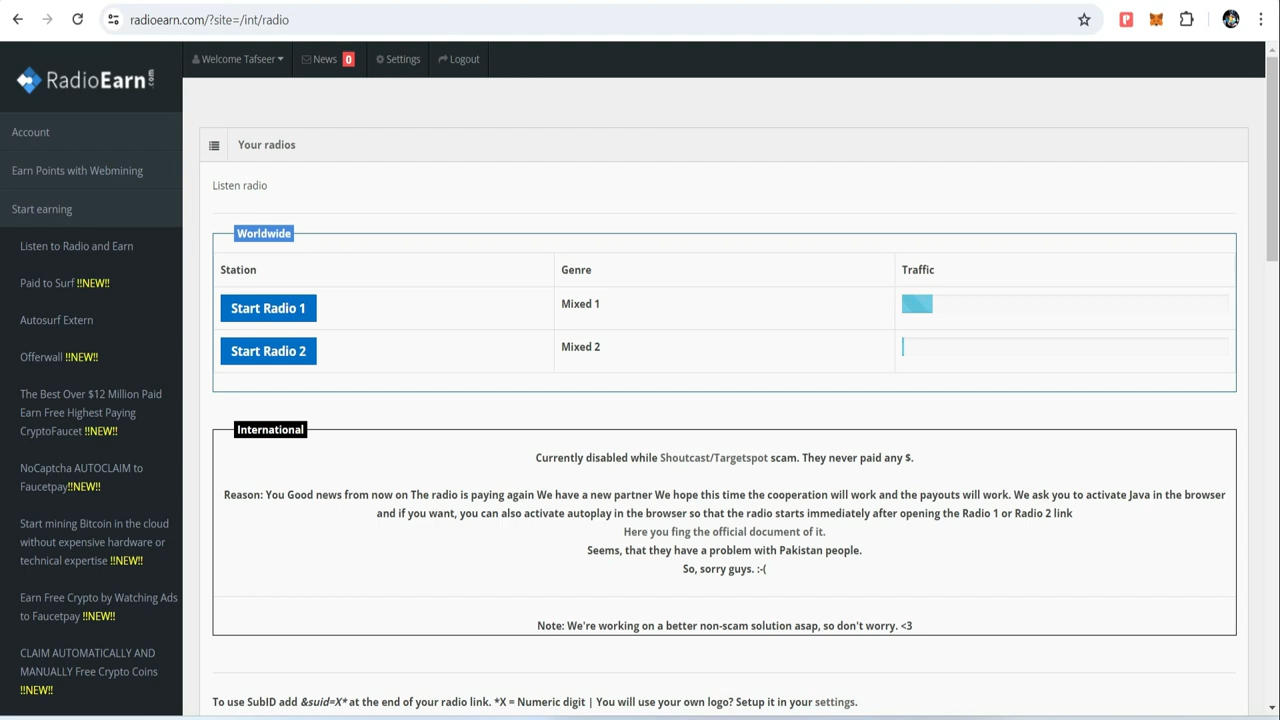 radioearn.com/?site=/int/radio
RadioEarn.com
Welcome Tafseer
News 0
Settings
Logout
Account
Earn Points with Webmining
Start earning
Listen to Radio and Earn
Paid to Surf !!NEW!!
Autosurf Extern
Offerwall !!NEW!!
The Best Over $12 Million Paid
Earn Free Highest Paying
CryptoFaucet !!NEW!!
NoCaptcha AUTOCLAIM to
Faucetpay!!NEW!!
Start mining Bitcoin in the cloud
without expensive hardware or
technical expertise !!NEW!!
Earn Free Crypto by Watching Ads
to Faucetpay !!NEW!!
CLAIM AUTOMATICALLY AND
MANUALLY Free Crypto Coins
!!NEW!!
Your radios
Listen radio
Worldwide
Station Genre Traffic
Start Radio 1 Mixed 1
Start Radio 2 Mixed 2
International
Currently disabled while Shoutcast/Targetspot scam. They never paid any $.
Reason: You Good news from now on The radio is paying again We have a new partner We hope this time the cooperation will work and the payouts will work. We ask you to activate Java in the browser
and if you want, you can also activate autoplay in the browser so that the radio starts immediately after opening the Radio 1 or Radio 2 link
Here you fing the official document of it.
Seems, that they have a problem with Pakistan people.
So, sorry guys. :-(
Note: We're working on a better non-scam solution asap, so don't worry. <3
To use SubID add &suid=X* at the end of your radio link. *X = Numeric digit | You will use your own logo? Setup it in your settings.